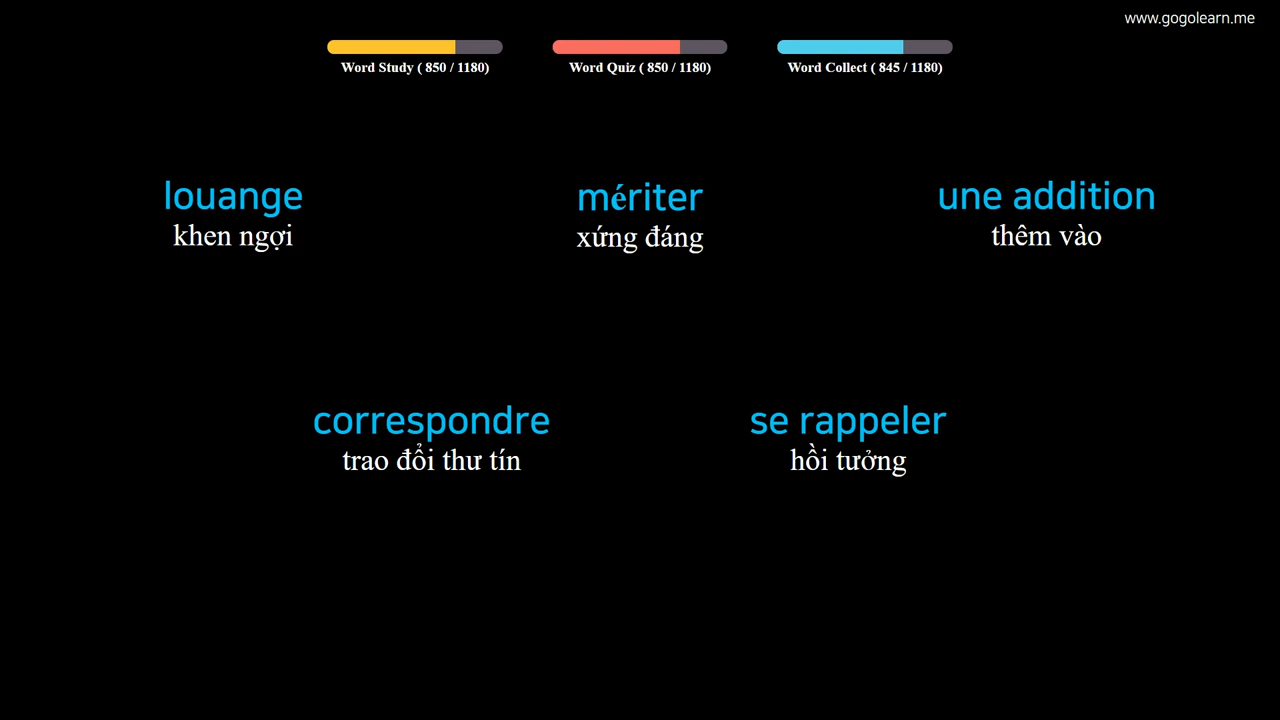 www.gogolearn.me
Word Study ( 850 / 1180)
Word Quiz ( 850 / 1180)
Word Collect ( 845 / 1180)
louange
khen ngợi
mériter
xứng đáng
une addition
thêm vào
correspondre
trao đổi thư tín
se rappeler
hồi tưởng